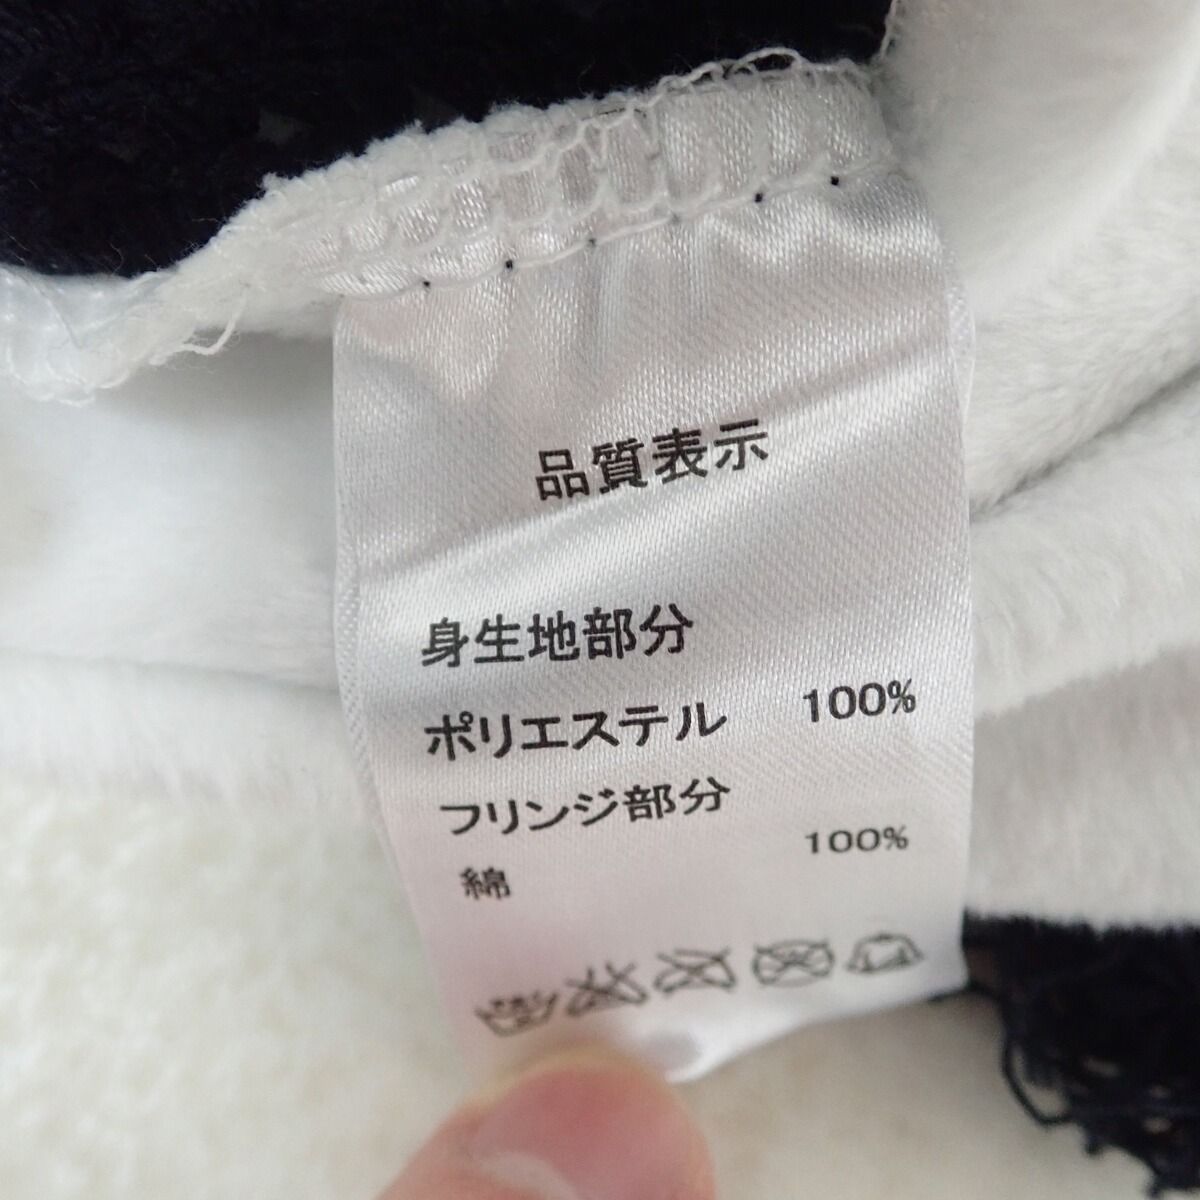 品質表示
身生地部分
ポリエステル 100%
フリンジ部分
綿 100%